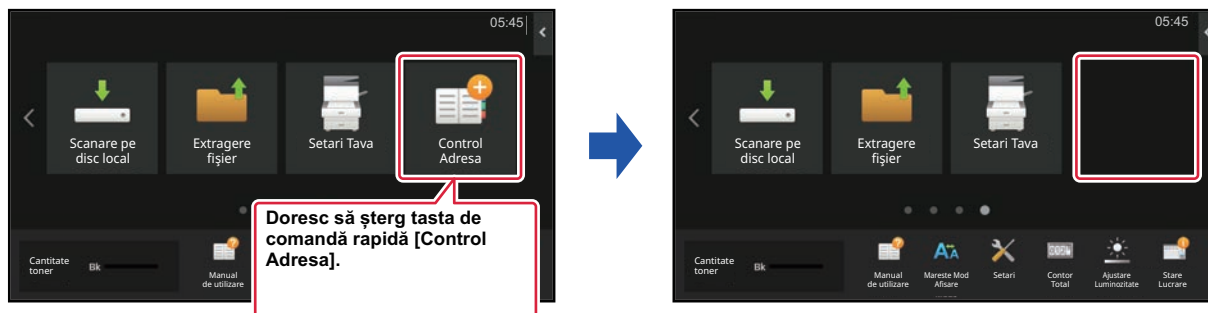 05:45
Scanare pe
disc local
Extragere
fişier
Setari Tava
Control
Adresa
Doresc să șterg tasta de
comandă rapidă [Control
Adresa].
Cantitate
toner
Bk
Manual
de utilizare
05:45
Scanare pe
disc local
Extragere
fişier
Setari Tava
Cantitate
toner
Bk
Manual
de utilizare
Mareste Mod
Afisare
Setari
Contor
Total
Ajustare
Luminozitate
Stare
Lucrare